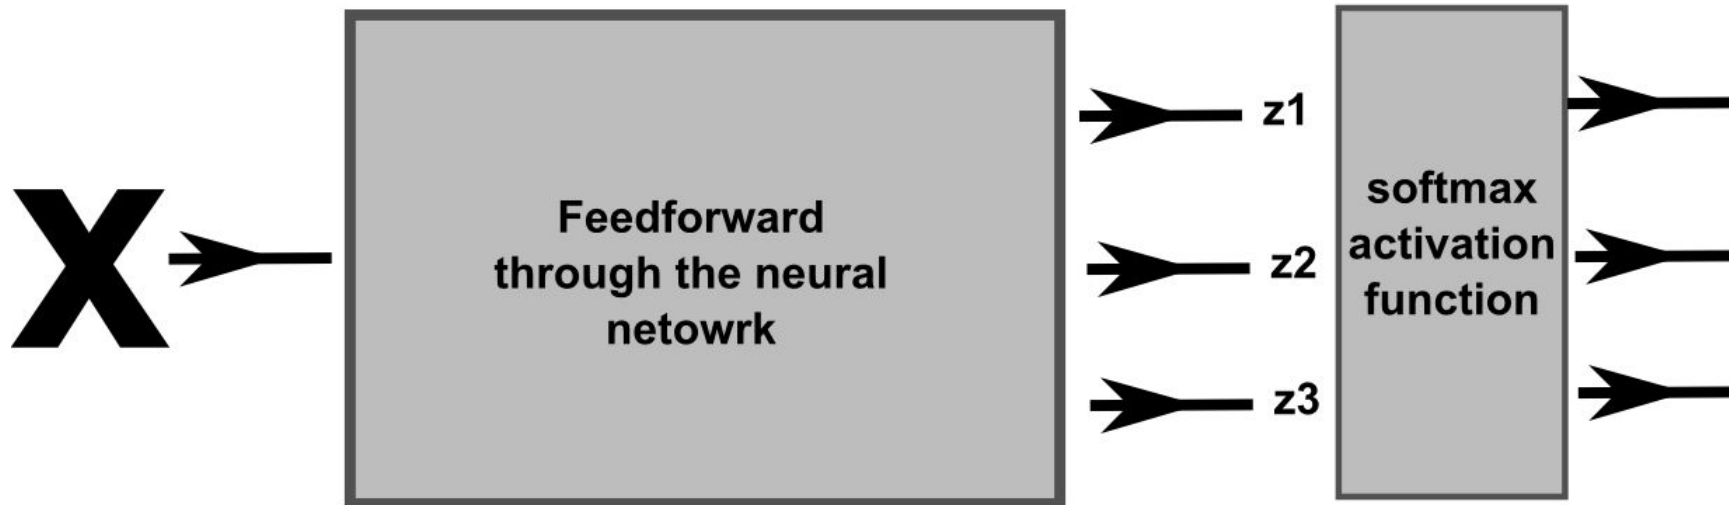 X
Feedforward
through the neural
netowrk
z1
z2
z3
softmax
activation
function